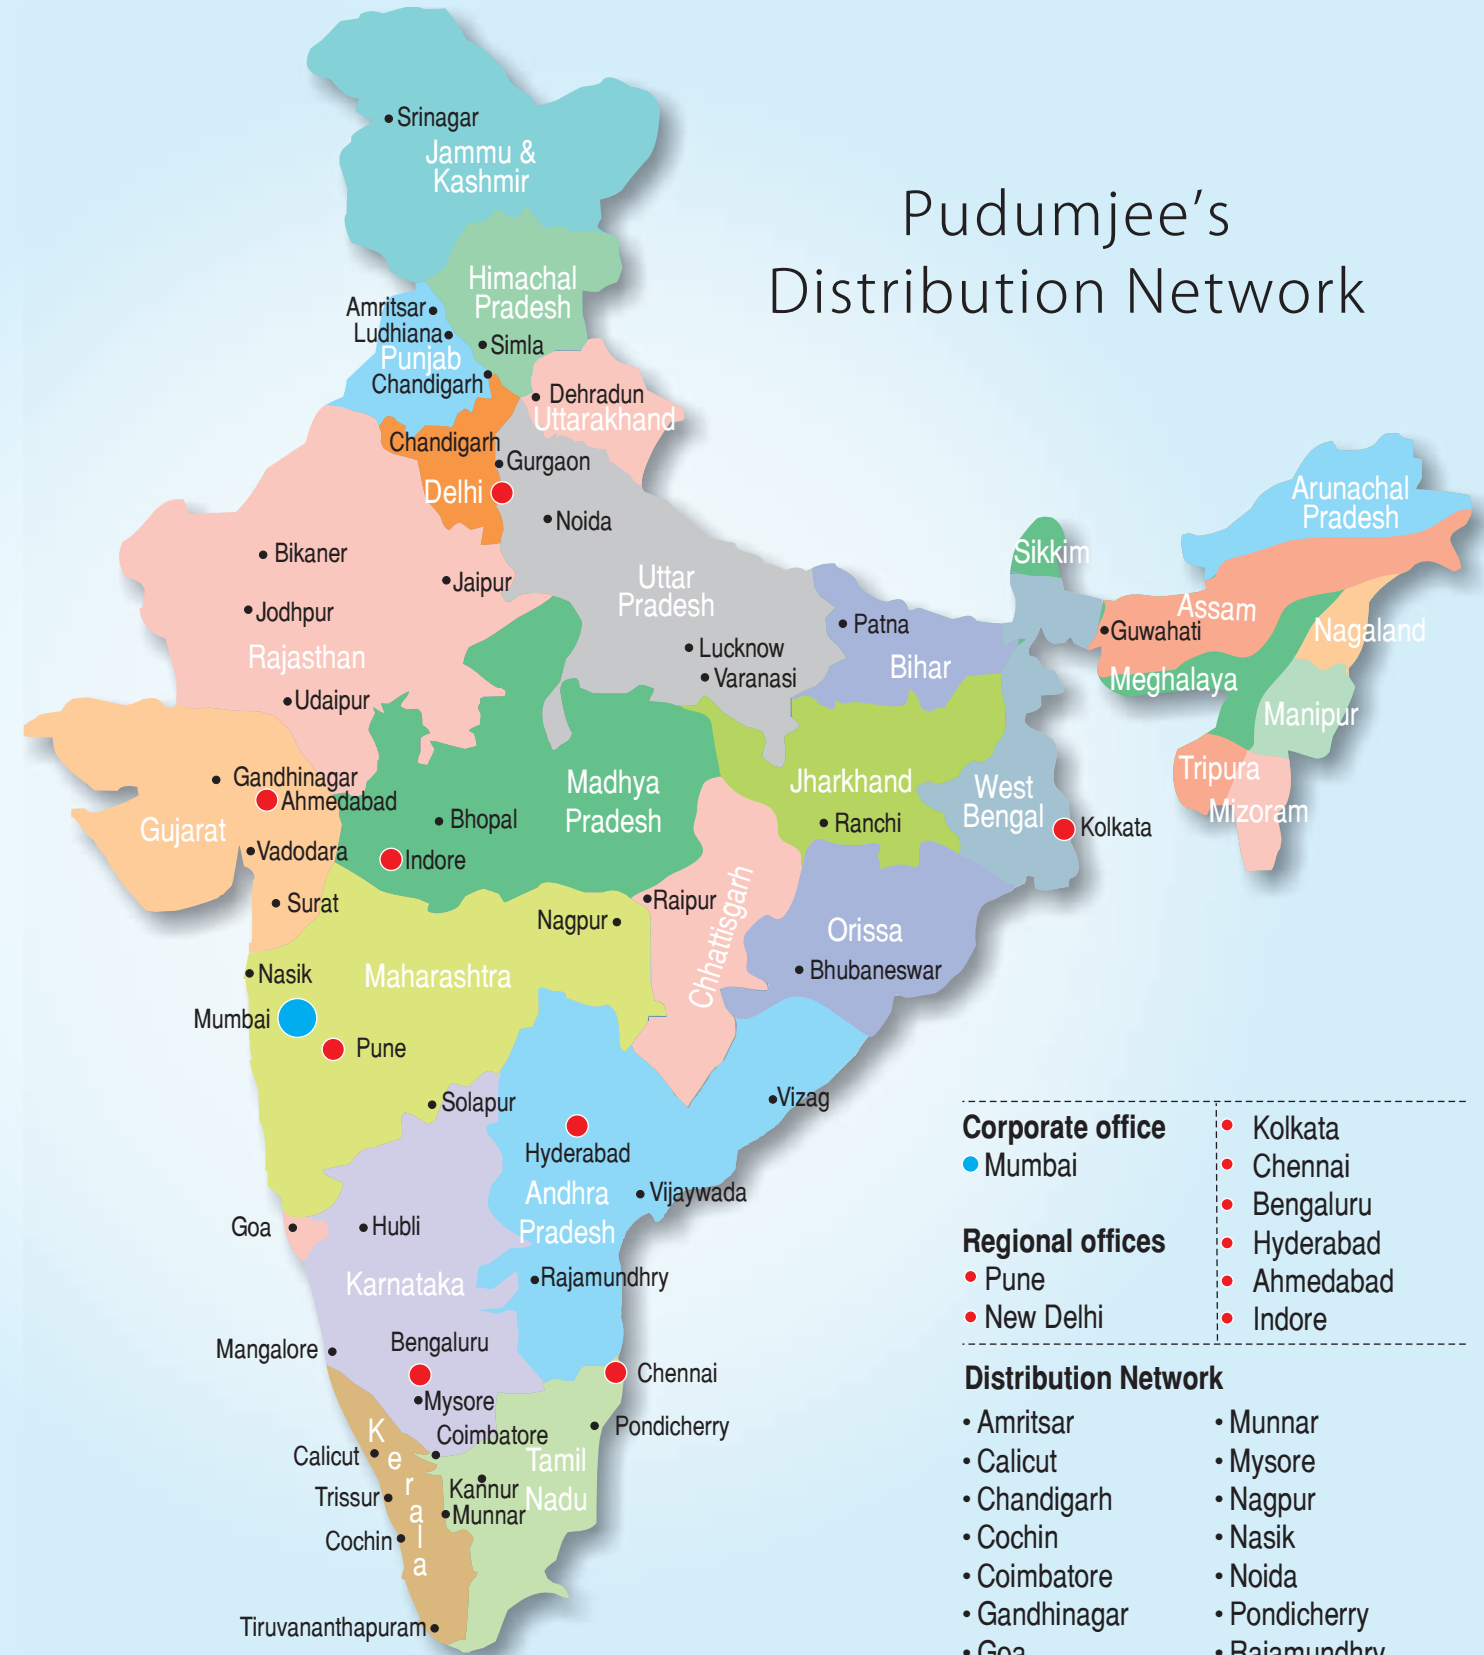 Srinagar
Jammu &
Kashmir
Pudumjee's
Distribution Network
Himachal
Pradesh
Amritsar
Ludhiana
Simla
Punjab
Chandigarh
Dehradun
Uttarakhand
Chandigarh
Gurgaon
Delhi
Noida
Arunachal
Pradesh
Sikkim
Bikaner
Jaipur
Uttar
Pradesh
Jodhpur
Assam
Patna
Guwahati
Nagaland
Rajasthan
Lucknow
Bihar
Varanasi
Meghalaya
Udaipur
Manipur
Gandhinagar
Ahmedabad
Madhya
Pradesh
Jharkhand
West
Bengal
Tripura
Mizoram
Gujarat
Bhopal
Ranchi
Kolkata
Vadodara
Indore
Surat
Raipur
Nagpur
Chhattisgarh
Orissa
Nasik
Maharashtra
Bhubaneswar
Mumbai
Pune
Solapur
Vizag
Hyderabad
Andhra
Pradesh
Vijaywada
Goa
Hubli
Karnataka
Rajamundhry
Mangalore
Bengaluru
Chennai
Mysore
Coimbatore
Pondicherry
Kerala
Calicut
Tamil
Nadu
Kannur
Trissur
Munnar
Cochin
Tiruvananthapuram
Corporate office
Mumbai
Regional offices
Pune
New Delhi
Kolkata
Chennai
Bengaluru
Hyderabad
Ahmedabad
Indore
Distribution Network
• Amritsar
• Calicut
• Chandigarh
• Cochin
• Coimbatore
• Gandhinagar
• Goa
• Munnar
• Mysore
• Nagpur
• Nasik
• Noida
• Pondicherry
• Rajamundhry